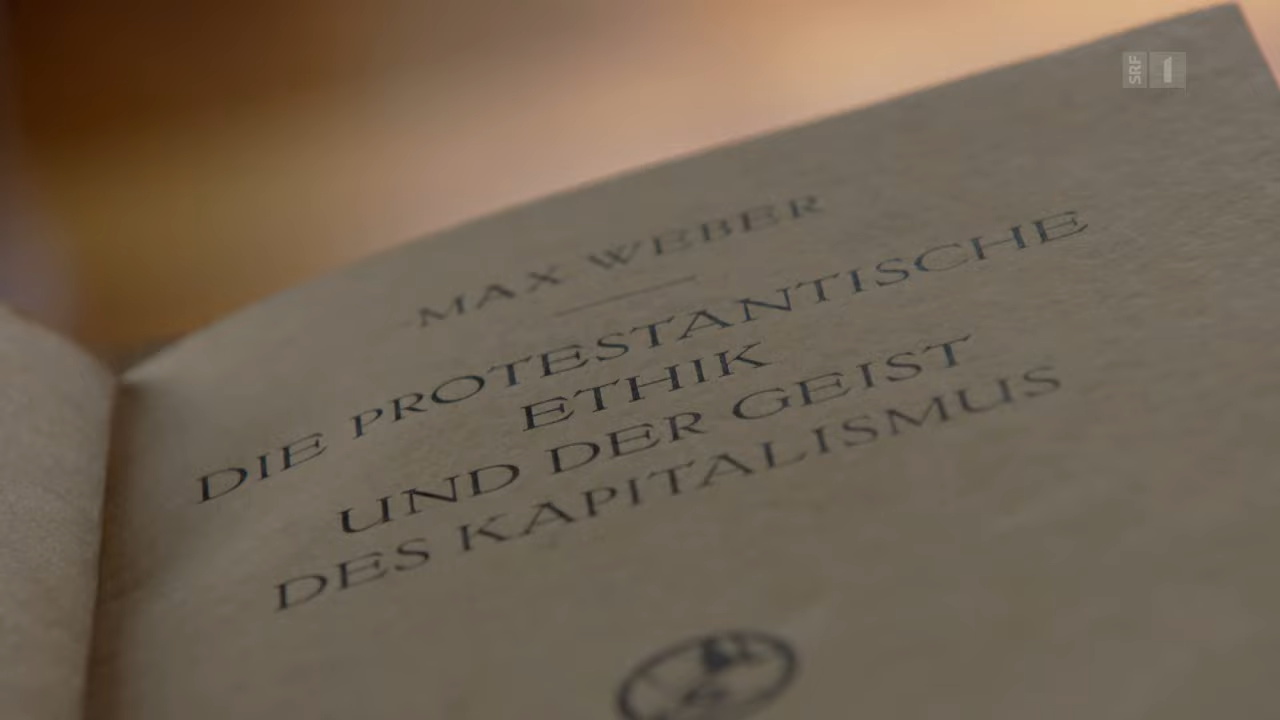 SRF 1
MAX WEBER
DIE PROTESTANTISCHE
ETHIK
UND DER GEIST
DES KAPITALISMUS